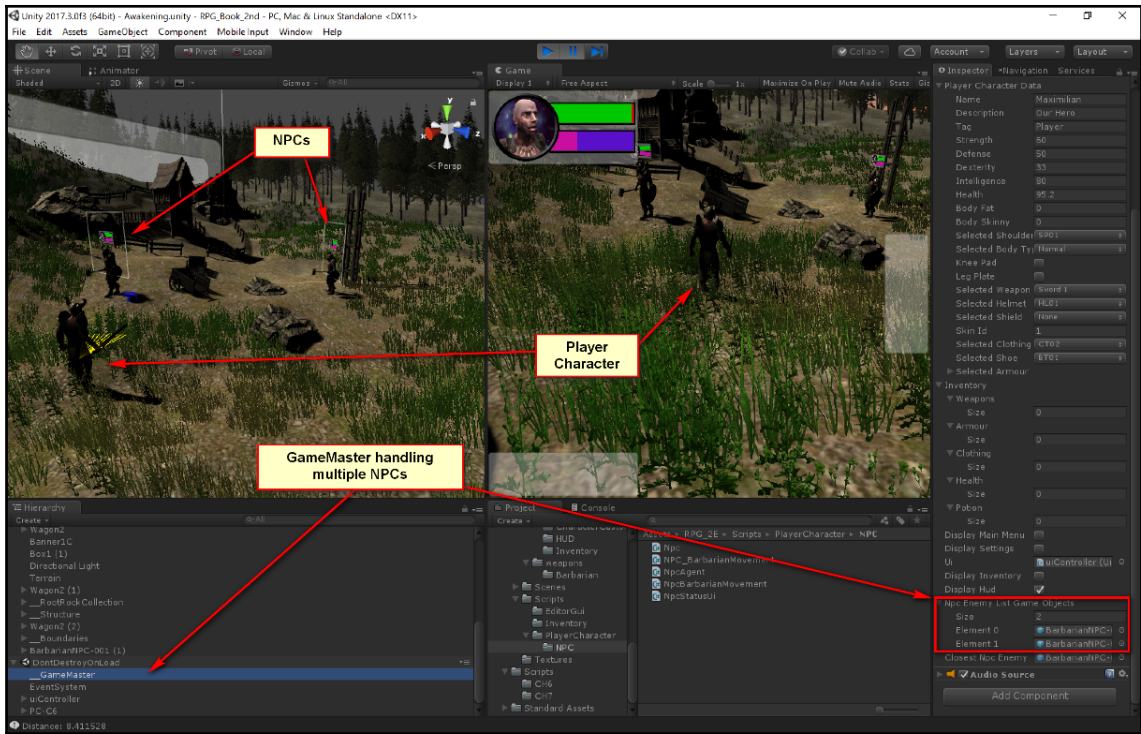 Unity 2017.3.0f3 (64bit) - Awakening.unity - RPG_Book_2nd - PC, Mac & Linux Standalone <DX11>
File Edit Assets GameObject Component Mobile Input Window Help
Pivot Local Collab Account Layers Layout
Scene Animator
Shaded 2D Gizmos All
y
x
z
Persp
NPCs
Game
Display 1 Free Aspect Scale 1x Maximize On Play Mute Audio Stats Giz
Player
Character
GameMaster handling
multiple NPCs
Inspector Navigation Services
Player Character Data
Name Maximilian
Description Our Hero
Tag Player
Strength 60
Defense 50
Dexterity 33
Intelligence 80
Health 95.2
Body Fat 0
Body Skinny 0
Selected Shoulder SP01
Selected Body Ty Normal
Knee Pad
Leg Plate
Selected Weapon Sword 1
Selected Helmet HL01
Selected Shield None
Skin Id 1
Selected Clothing CT02
Selected Shoe BT01
Selected Armour
Inventory
Weapons
Size 0
Armour
Size 0
Clothing
Size 0
Health
Size 0
Potion
Size 0
Display Main Menu
Display Settings
Ui uiController (Ui
Display Inventory
Display Hud
Npc Enemy List Game Objects
Size 2
Element 0 BarbarianNPC-
Element 1 BarbarianNPC-
Closest Npc Enemy BarbarianNPC-
Audio Source
Add Component
Hierarchy
Create All
Wagon2
Banner1C
Box1 (1)
Directional Light
Terrain
Wagon2 (1)
__RootRockCollection
__Structure
Wagon2 (2)
__Boundaries
BarbarianNPC-001 (1)
DontDestroyOnLoad
__GameMaster
EventSystem
uiController
PC-C6
Project Console
Create
HUD
Inventory
weapons
Barbarian
Scenes
Scripts
EditorGui
Inventory
PlayerCharacter
NPC
Textures
Scripts
CH6
CH7
Standard Assets
Assets RPG_2E Scripts PlayerCharacter NPC
Npc
NPC_BarbarianMovement
NpcAgent
NpcBarbarianMovement
NpcStatusUi
Distance: 8.411528